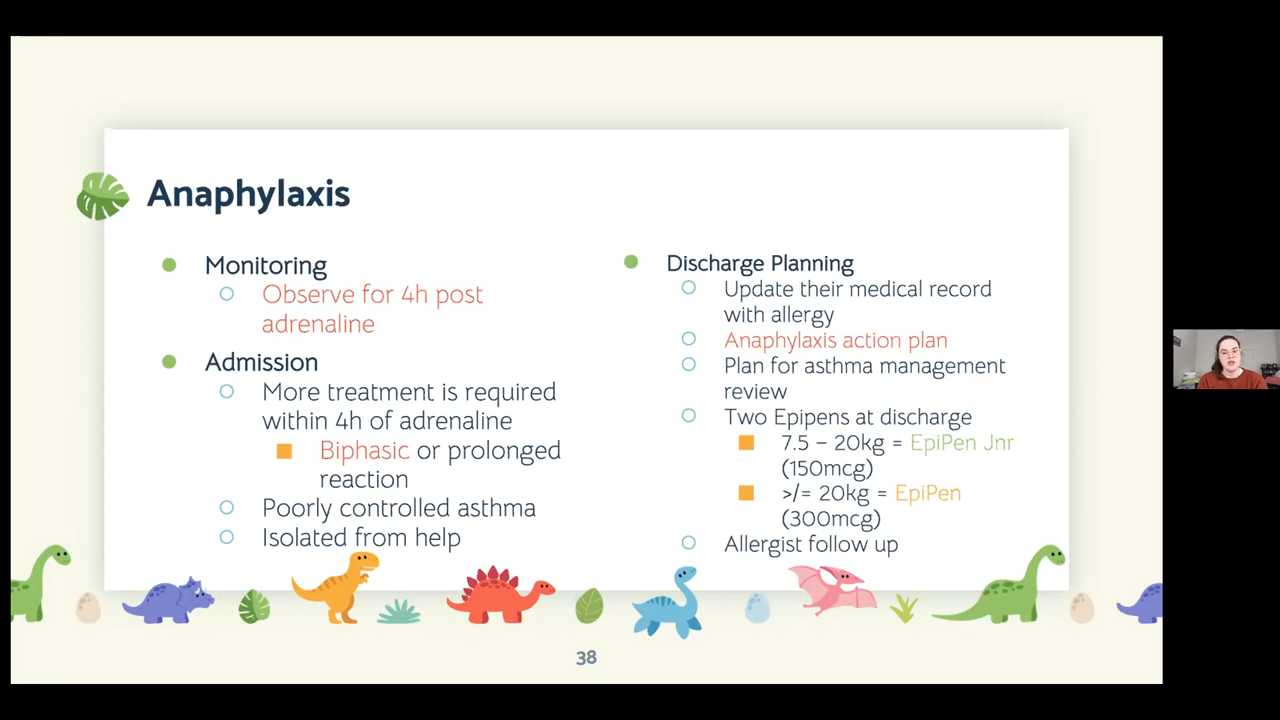 Anaphylaxis
Monitoring
Observe for 4h post
adrenaline
Admission
More treatment is required
within 4h of adrenaline
Biphasic or prolonged
reaction
Poorly controlled asthma
Isolated from help
Discharge Planning
Update their medical record
with allergy
Anaphylaxis action plan
Plan for asthma management
review
Two Epipens at discharge
7.5 – 20kg = EpiPen Jnr
(150mcg)
>/= 20kg = EpiPen
(300mcg)
Allergist follow up
38